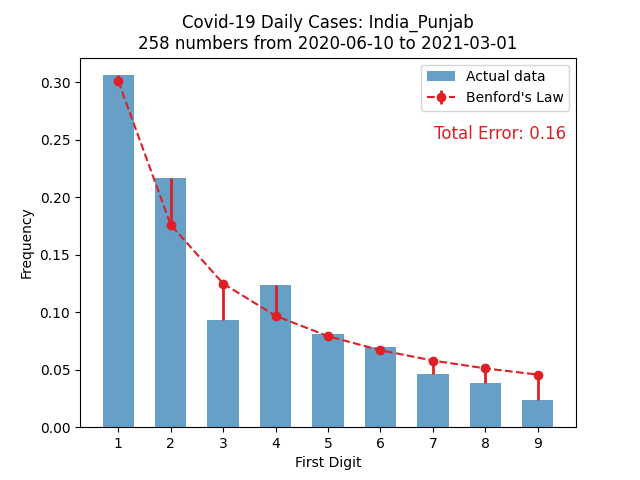 Covid-19 Daily Cases: India_Punjab
258 numbers from 2020-06-10 to 2021-03-01
Actual data
Benford's Law
Total Error: 0.16
Frequency
0.30
0.25
0.20
0.15
0.10
0.05
0.00
1 2 3 4 5 6 7 8 9
First Digit